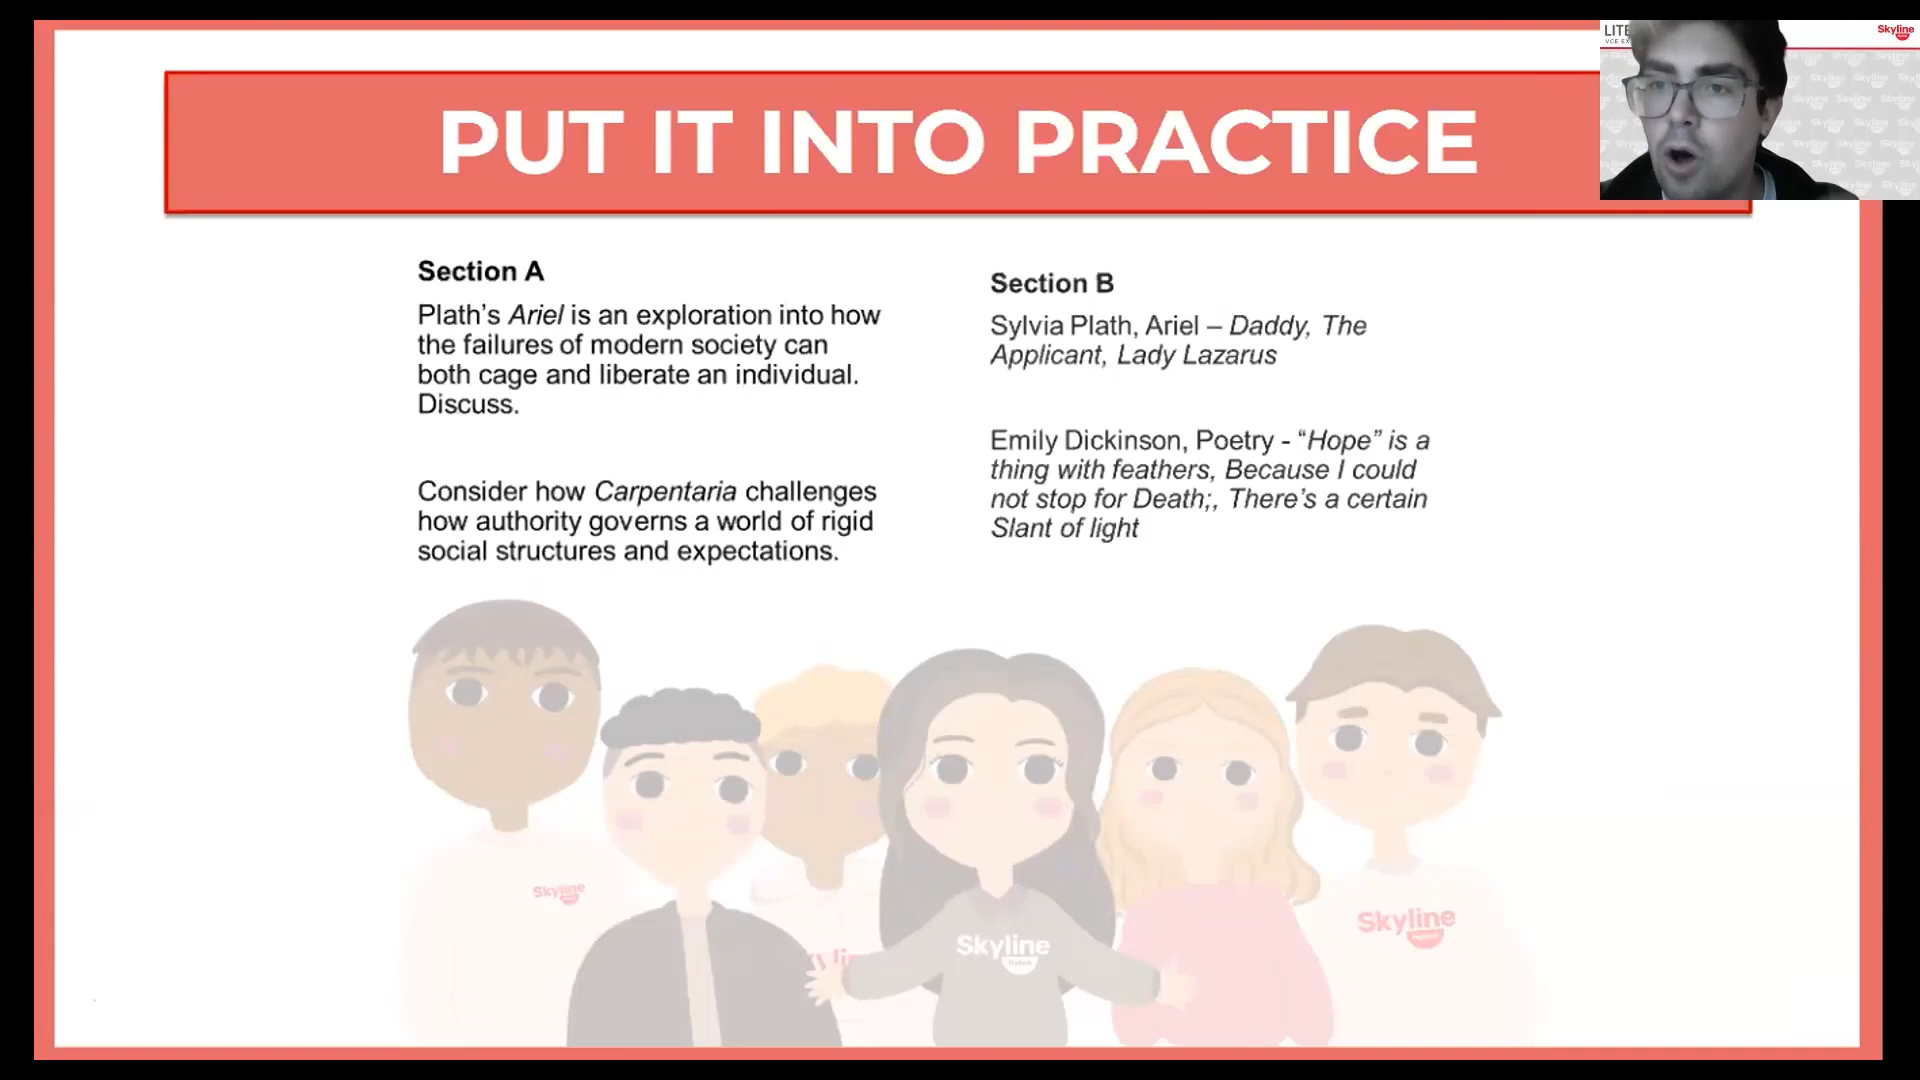 PUT IT INTO PRACTICE
LITE
VCE EX
Skyline
Section A
Plath’s Ariel is an exploration into how
the failures of modern society can
both cage and liberate an individual.
Discuss.
Consider how Carpentaria challenges
how authority governs a world of rigid
social structures and expectations.
Section B
Sylvia Plath, Ariel – Daddy, The
Applicant, Lady Lazarus
Emily Dickinson, Poetry - “Hope” is a
thing with feathers, Because I could
not stop for Death;, There’s a certain
Slant of light
Skyline
Skyline
Skyline